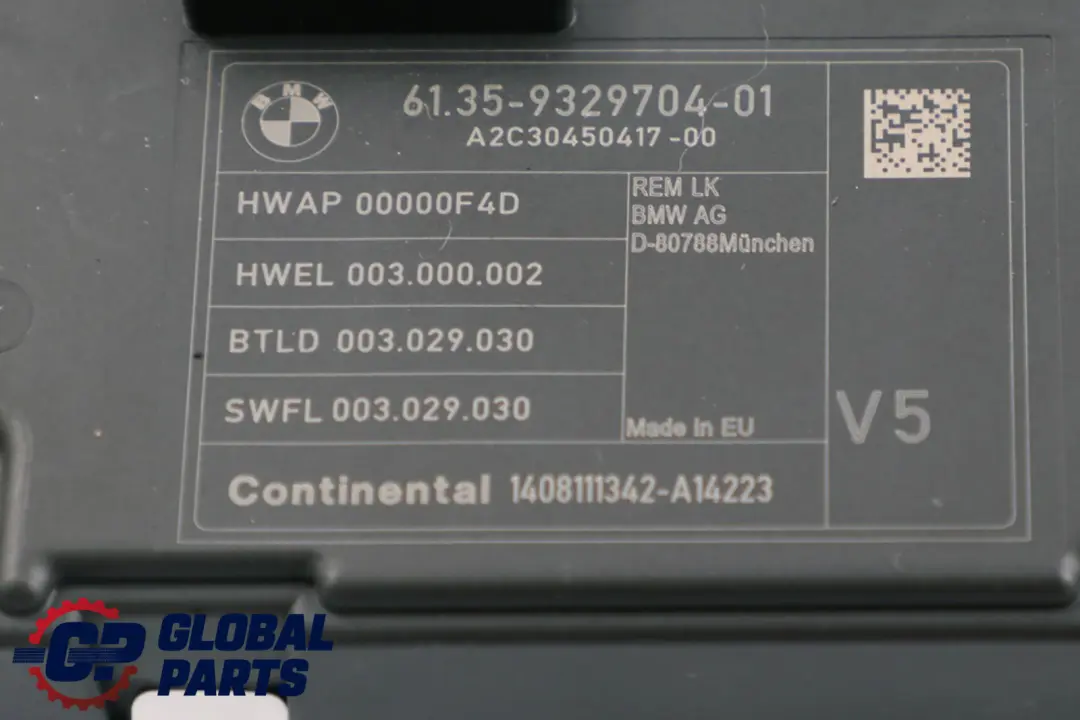 BMW
61.35-9329704-01
A2C30450417-00
HWAP 00000F4D
HWEL 003.000.002
BTLD 003.029.030
SWFL 003.029.030
REM LK
BMW AG
D-80788München
Made in EU
V5
Continental 1408111342-A14223
GP GLOBAL
PARTS